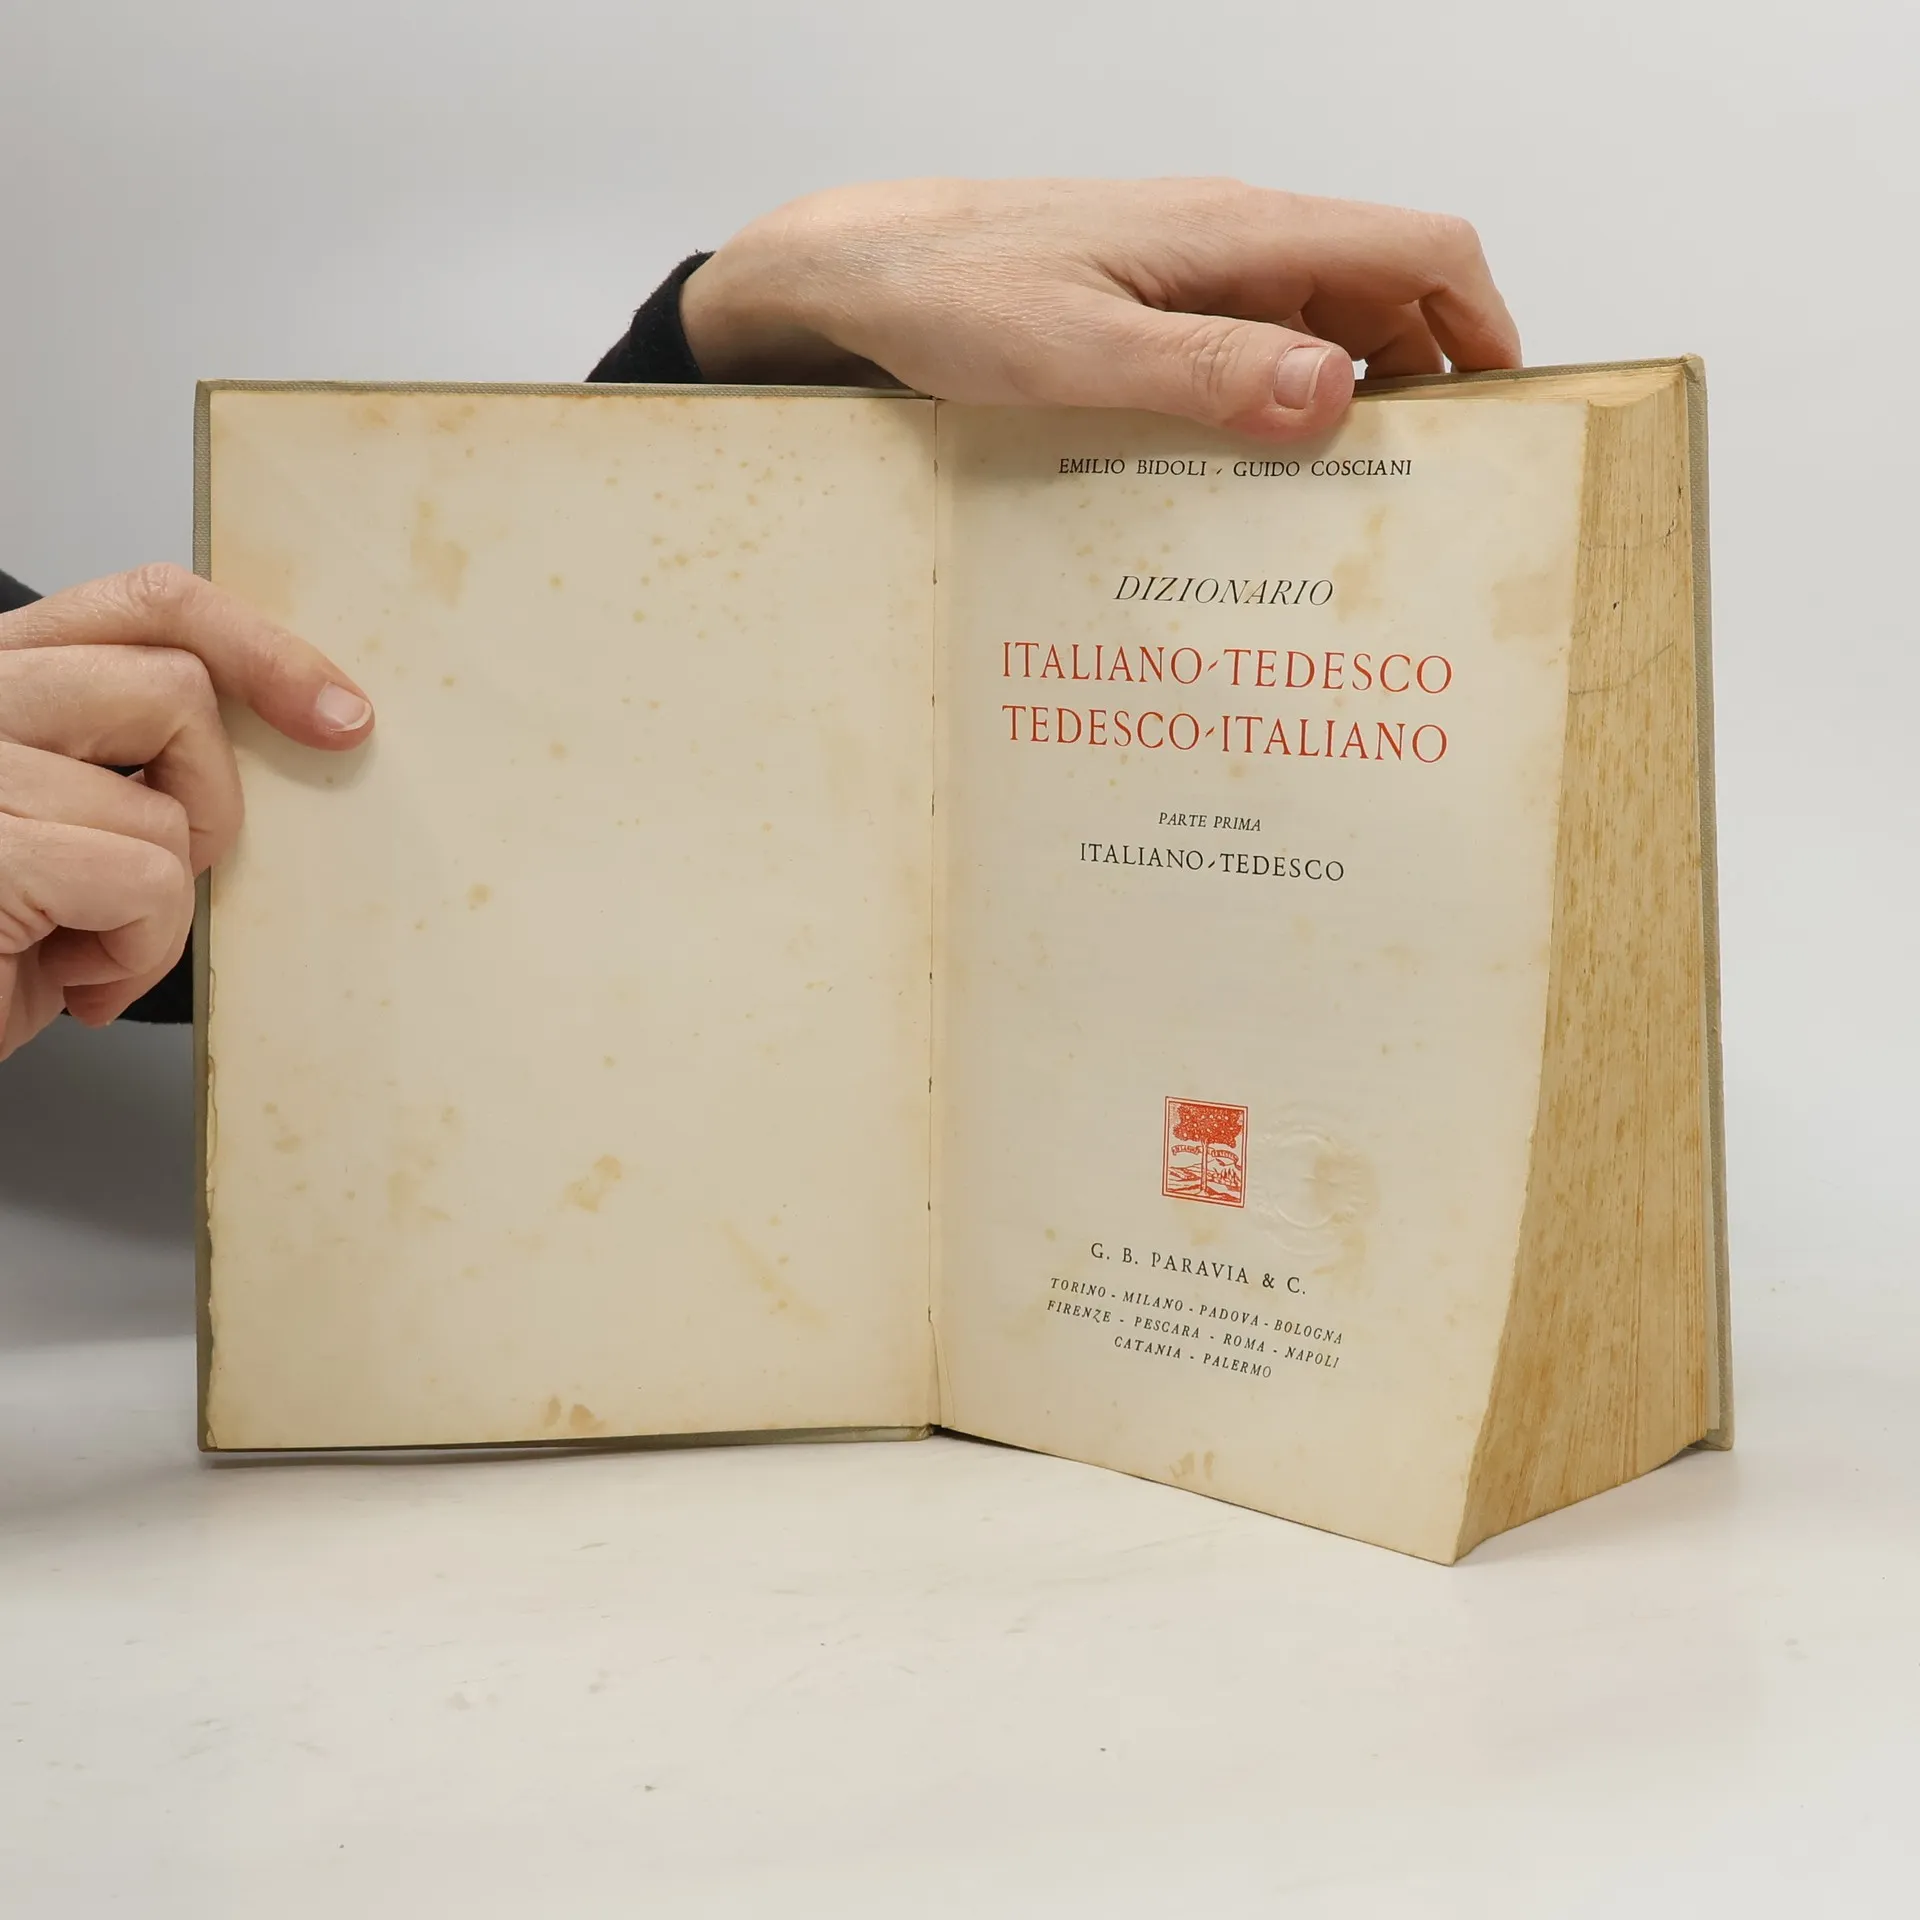 EMILIO BIDOLI - GUIDO COSCIANI
DIZIONARIO
ITALIANO-TEDESCO
TEDESCO-ITALIANO
PARTE PRIMA
ITALIANO-TEDESCO
G. B. PARAVIA & C.
TORINO - MILANO - PADOVA - BOLOGNA
FIRENZE - PESCARA - ROMA - NAPOLI
CATANIA - PALERMO